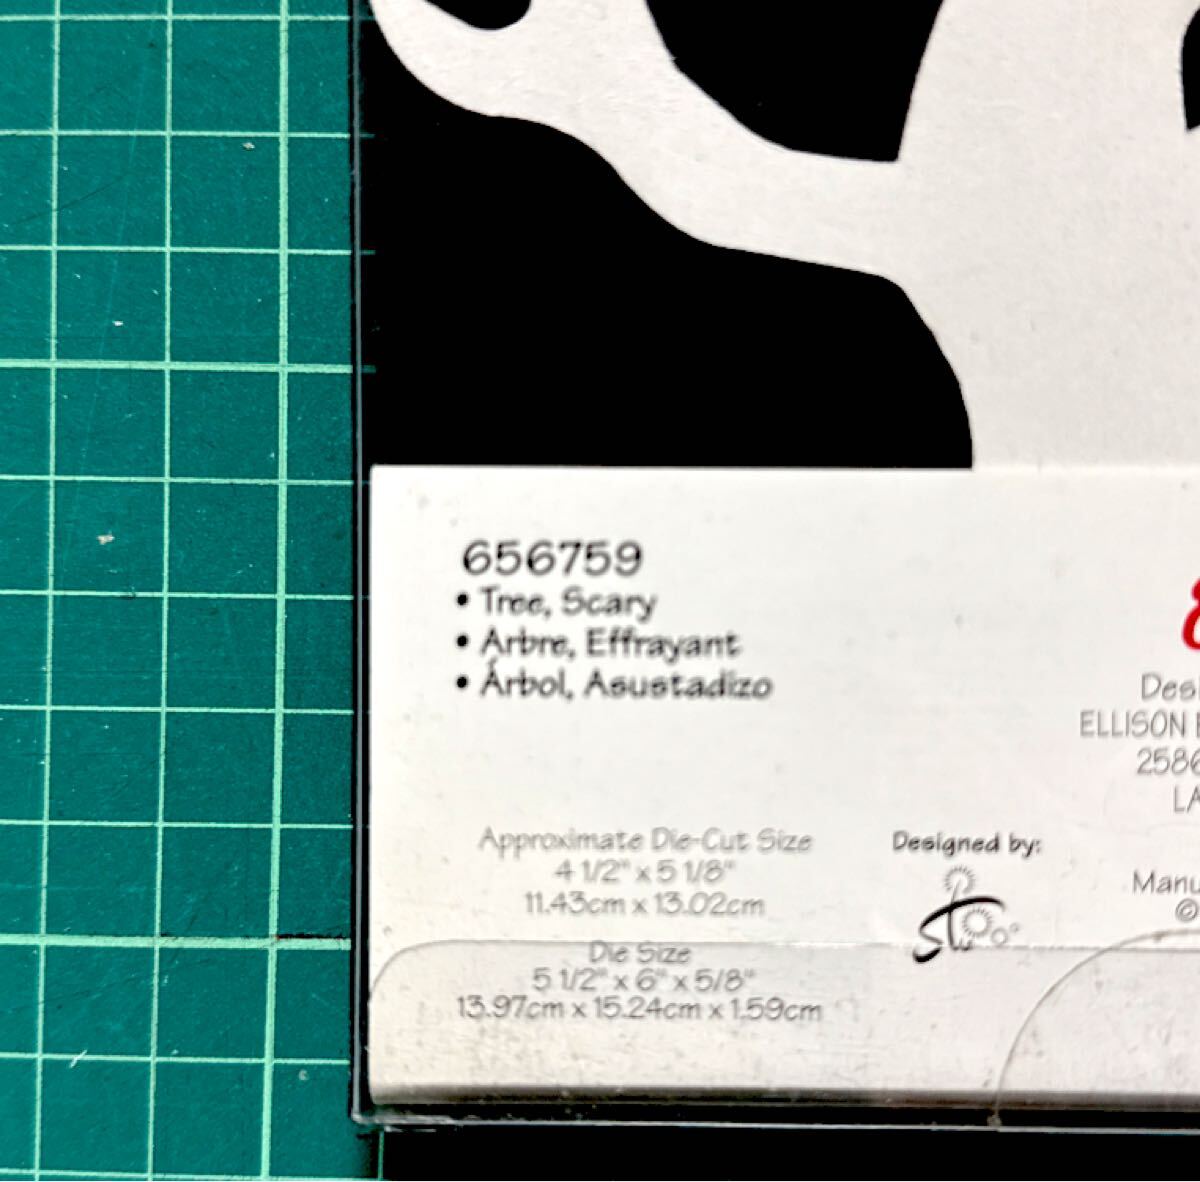 656759
• Tree, Scary
• Arbre, Effrayant
• Árbol, Asustadizo
Approximate Die-Cut Size
4 1/2" x 5 1/8"
11.43cm x 13.02cm
Die Size
5 1/2" x 6" x 5/8"
13.97cm x 15.24cm x 1.59cm
Designed by:
Stu
ELLISON
©